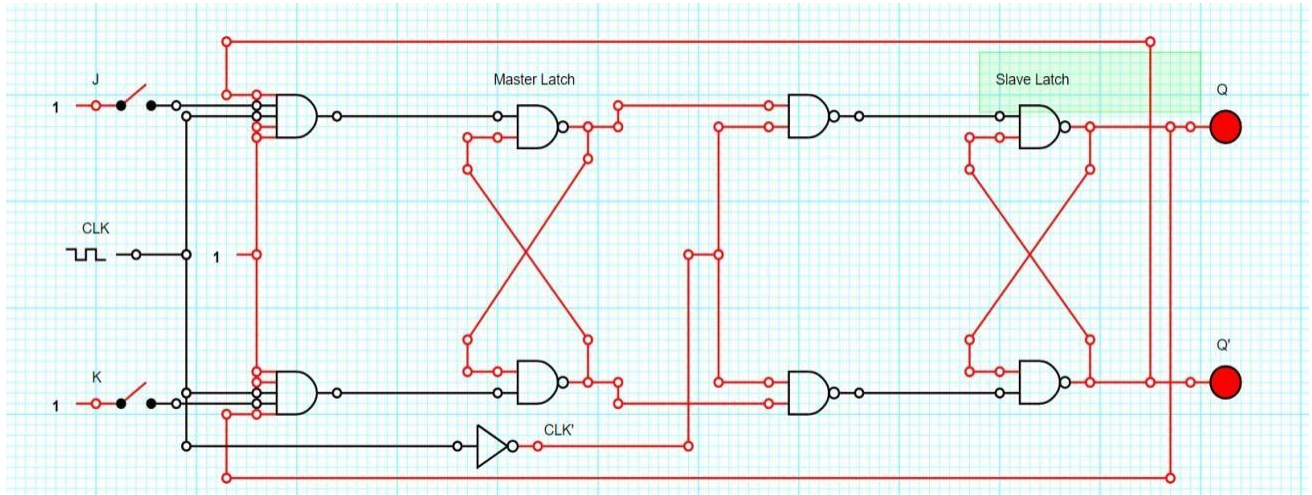 J
Master Latch
Slave Latch
Q
1
CLK
1
Q'
K
1
CLK'